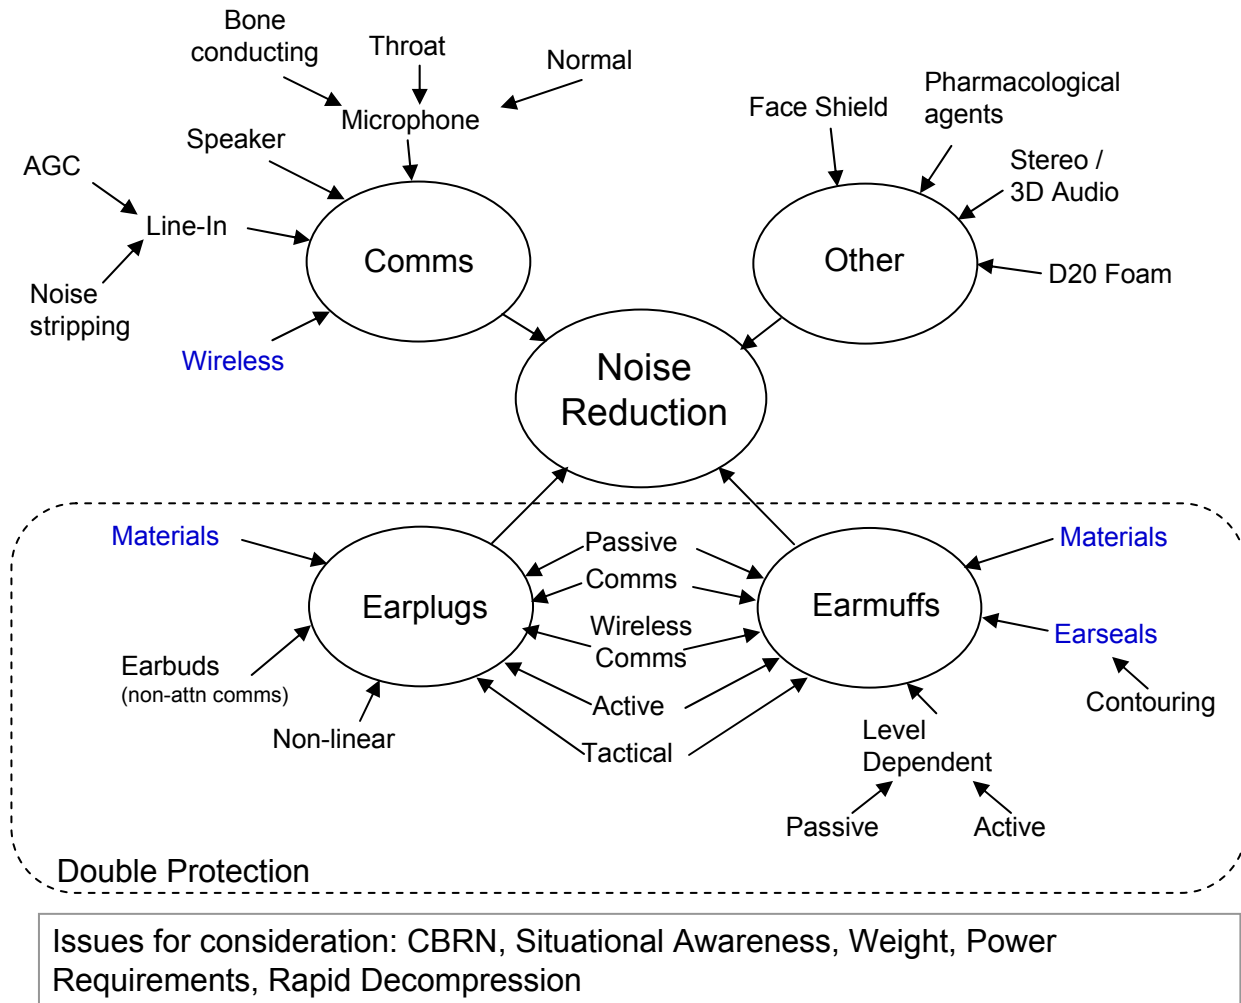 Bone
conducting
Throat
Normal
Microphone
Speaker
AGC
Line-In
Noise
stripping
Wireless
Comms
Face Shield
Pharmacological
agents
Stereo /
3D Audio
D20 Foam
Other
Noise
Reduction
Materials
Earplugs
Earbuds
(non-attn comms)
Non-linear
Passive
Comms
Wireless
Comms
Active
Tactical
Earmuffs
Materials
Earseals
Contouring
Level
Dependent
Passive
Active
Double Protection
Issues for consideration: CBRN, Situational Awareness, Weight, Power
Requirements, Rapid Decompression